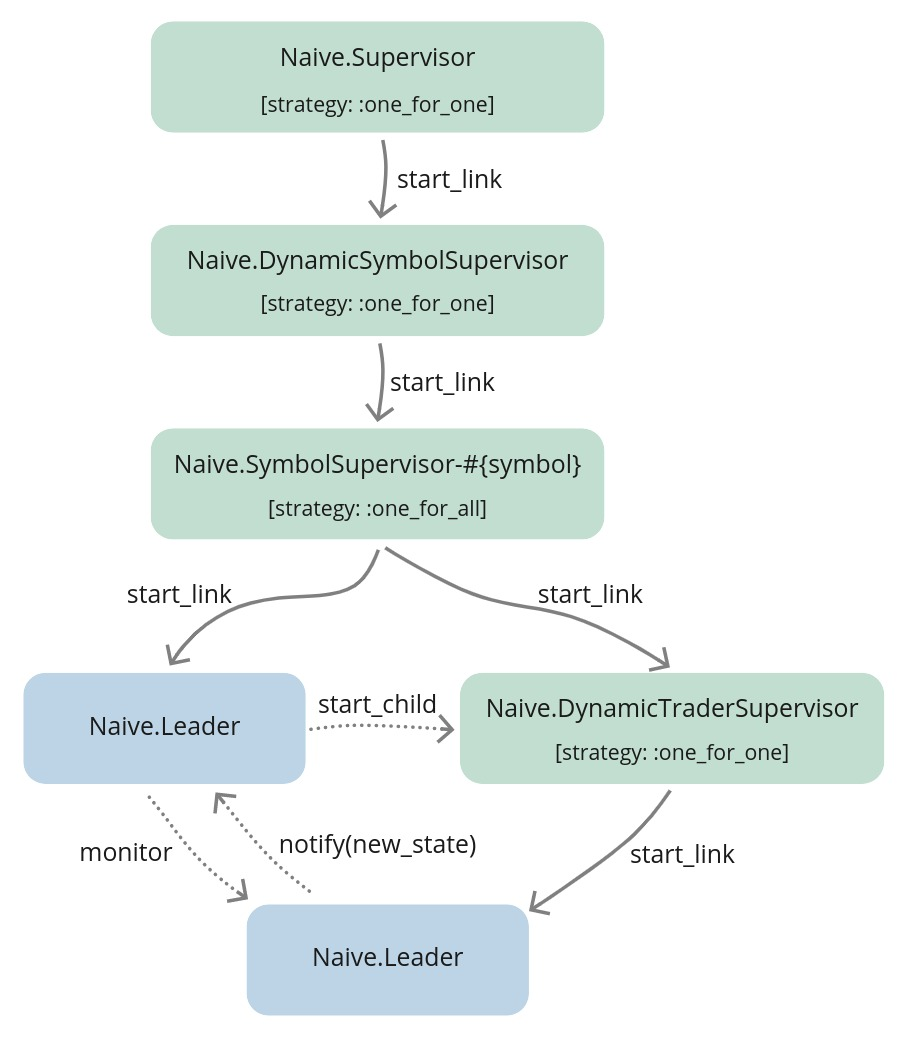 Naive.Supervisor
[strategy: :one_for_one]
start_link
Naive.DynamicSymbolSupervisor
[strategy: :one_for_one]
start_link
Naive.SymbolSupervisor-#{symbol}
[strategy: :one_for_all]
start_link
start_link
Naive.Leader
start_child
Naive.DynamicTraderSupervisor
[strategy: :one_for_one]
monitor
notify(new_state)
start_link
Naive.Leader